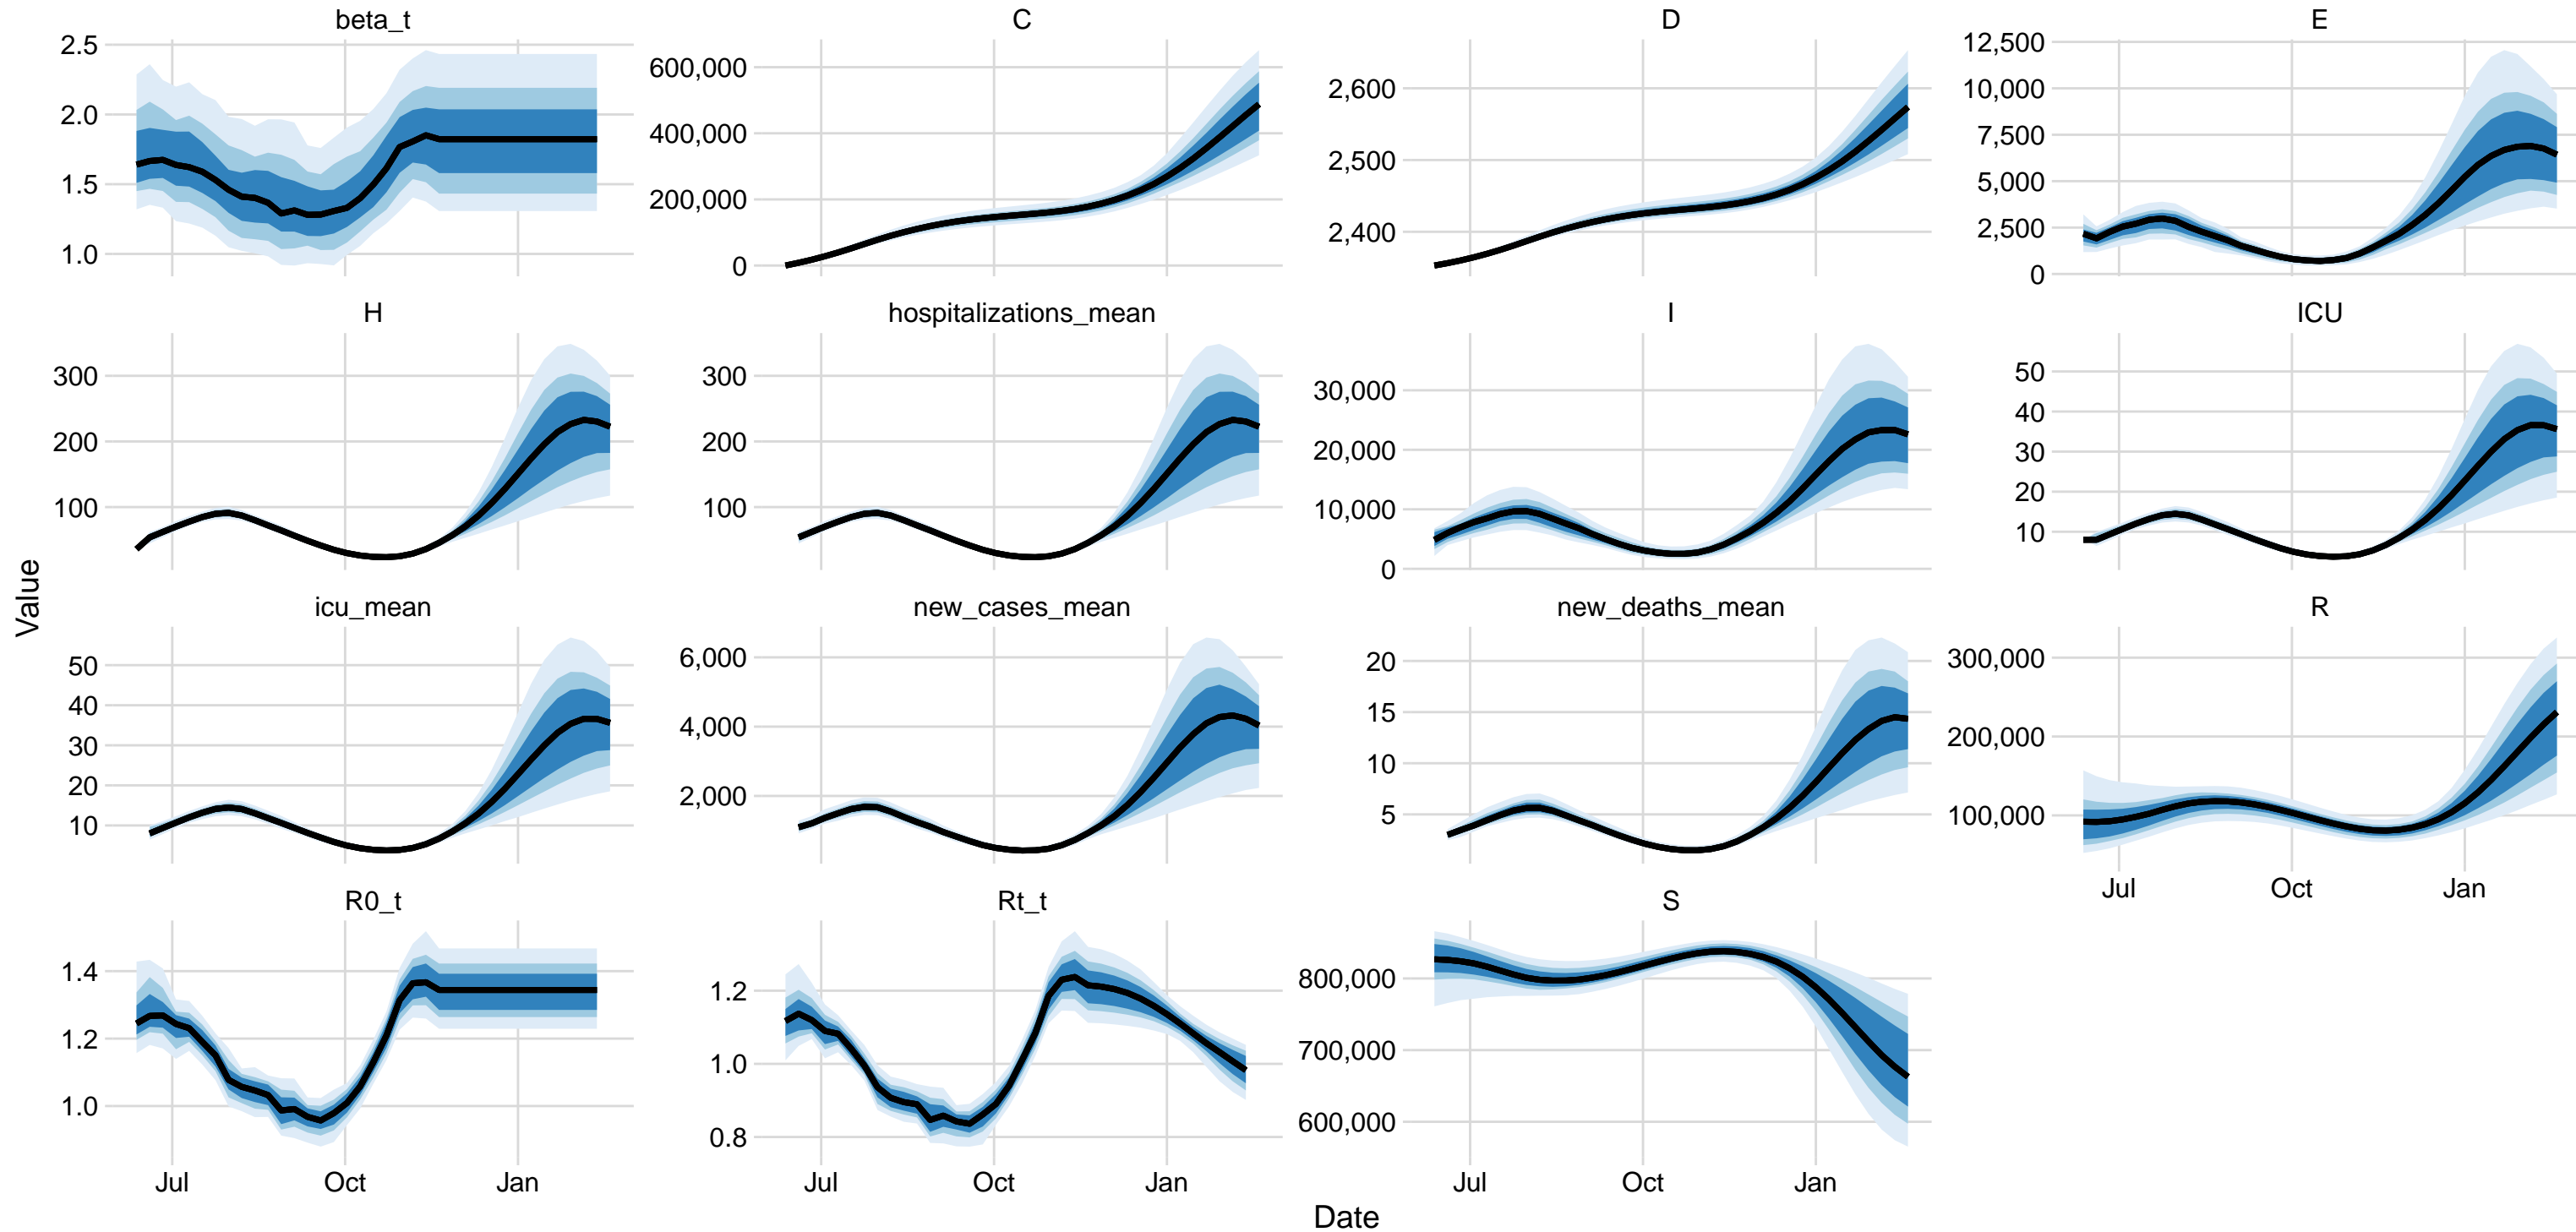 beta_t
C
D
E
2.5
2.0
1.5
1.0
600,000
400,000
200,000
0
2,600
2,500
2,400
12,500
10,000
7,500
5,000
2,500
0
H
hospitalizations_mean
I
ICU
300
200
100
300
200
100
30,000
20,000
10,000
0
50
40
30
20
10
Value
icu_mean
new_cases_mean
new_deaths_mean
R
50
40
30
20
10
6,000
4,000
2,000
20
15
10
5
300,000
200,000
100,000
Jul
Oct
Jan
R0_t
Rt_t
S
1.4
1.2
1.0
1.2
1.0
0.8
800,000
700,000
600,000
Jul
Oct
Jan
Jul
Oct
Jan
Jul
Oct
Jan
Date